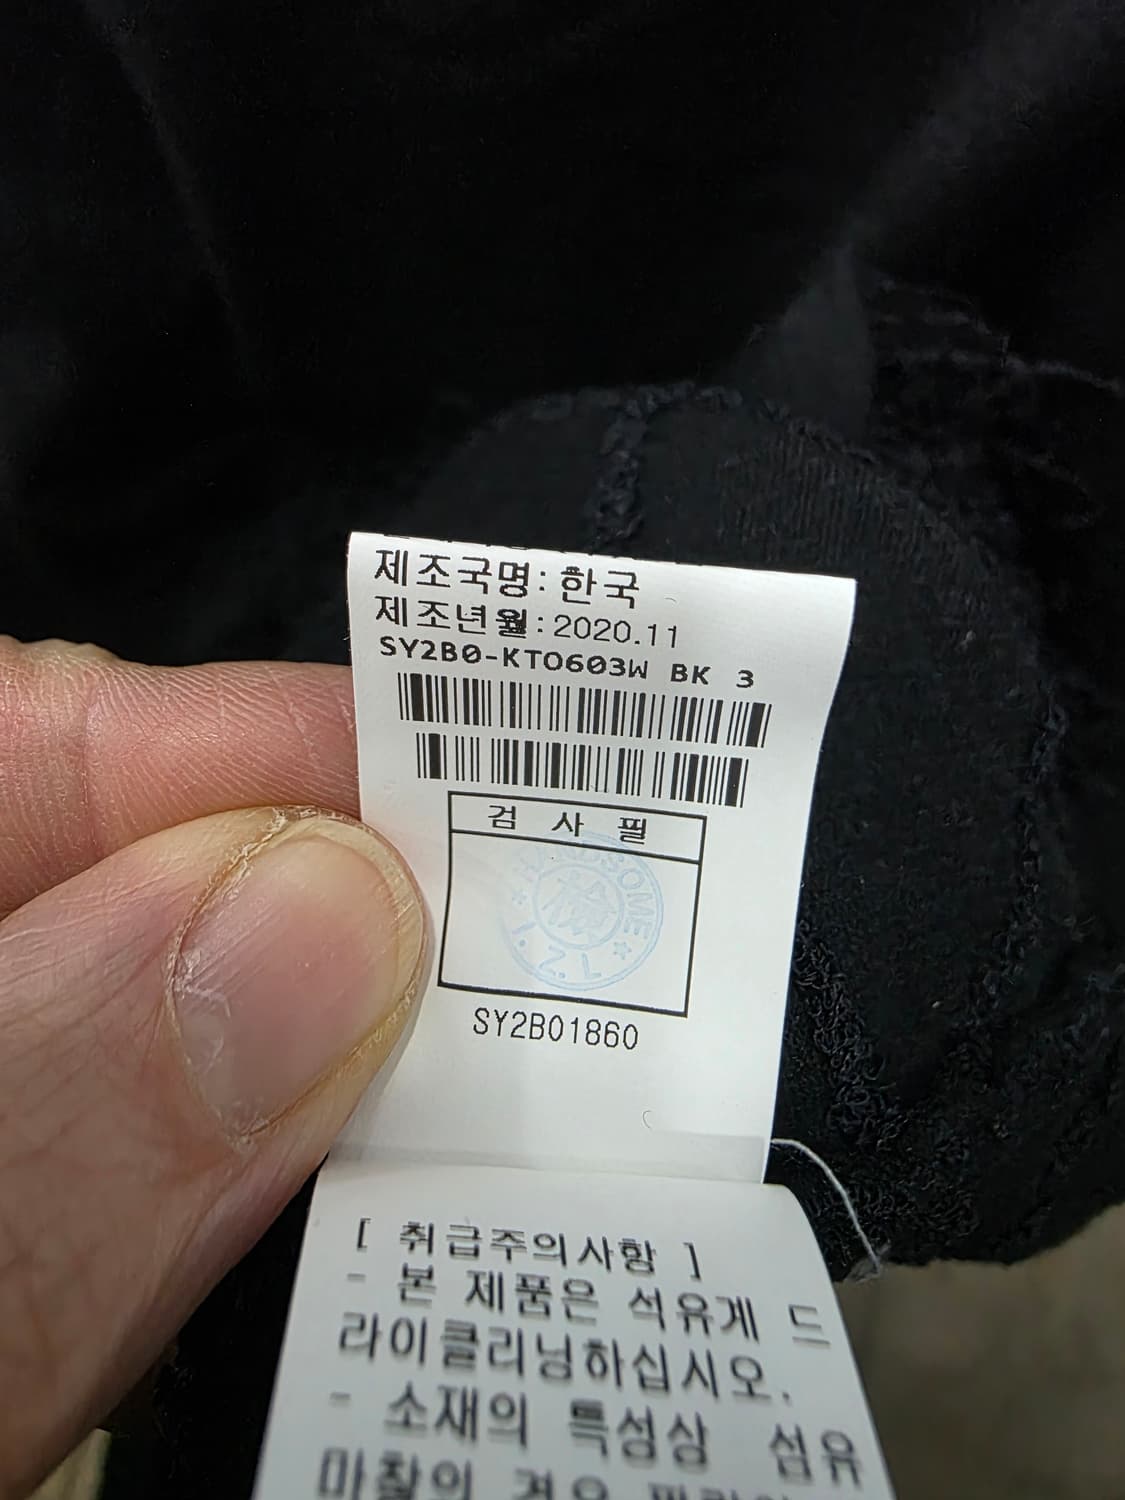 제조국명: 한국
제조년월:2020.11
SY2B0-KTO603W BK 3
검 사 필
HANDSOME
檢
SY2B01860
[ 취급주의사항 ]
- 본 제품은 석유계 드
라이클리닝하십시오.
- 소재의 특성상 섬유